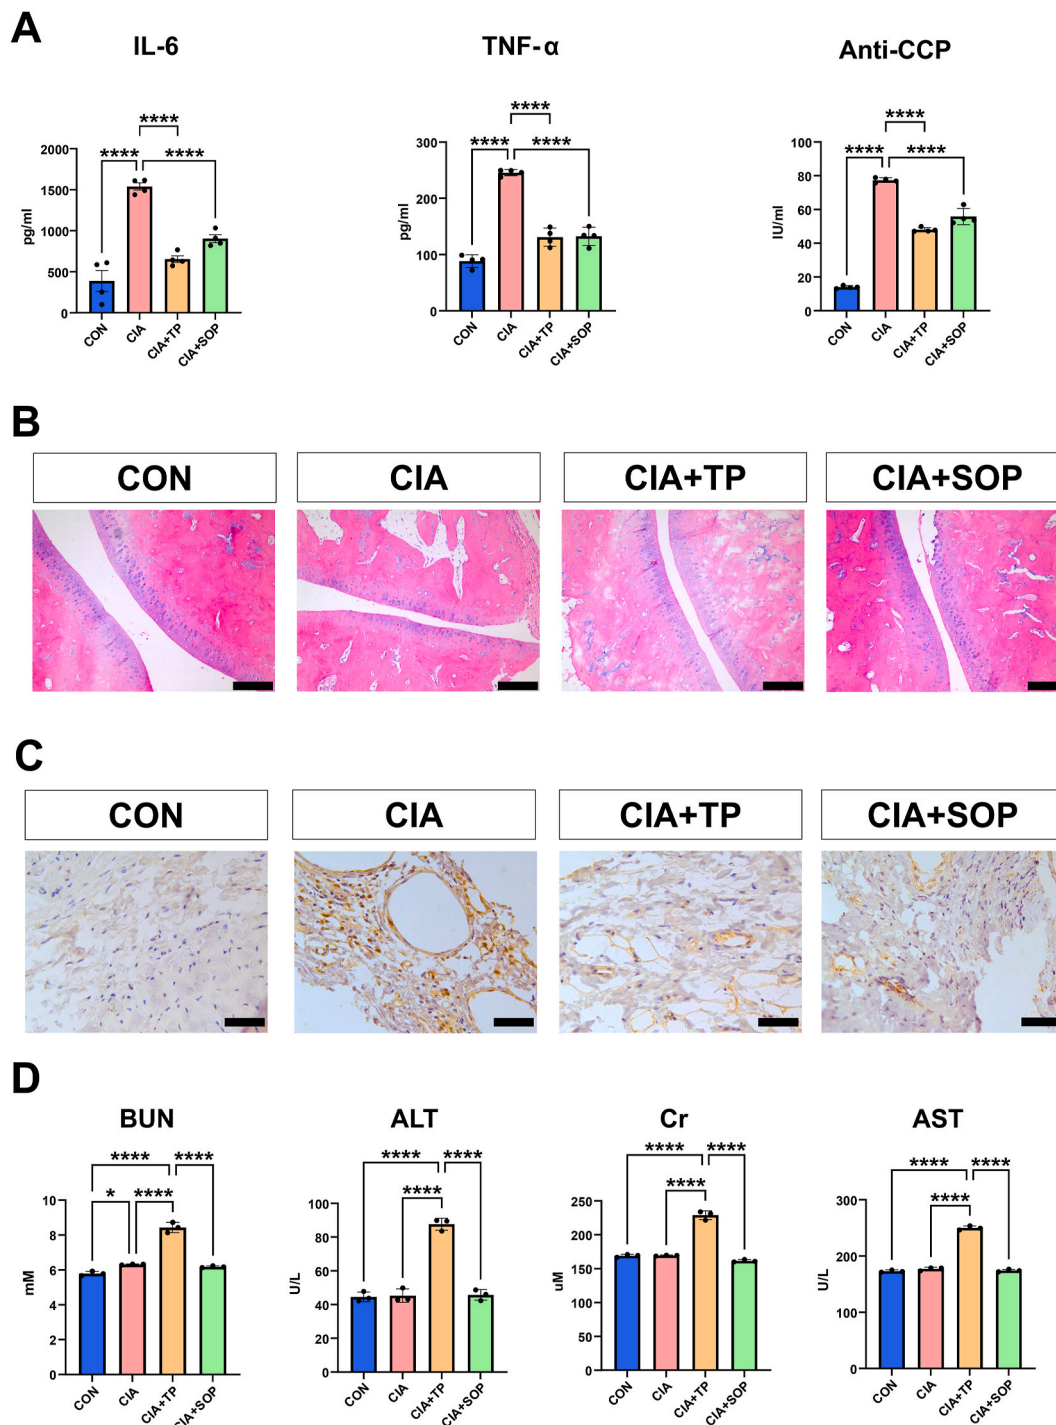 A
IL-6
TNF-α
Anti-CCP
****
****
****
2000
1500
1000
500
0
pg/ml
CON
CIA
CIA+TP
CIA+SOP
****
****
****
300
200
100
0
pg/ml
CON
CIA
CIA+TP
CIA+SOP
****
****
****
100
80
60
40
20
0
IU/ml
CON
CIA
CIA+TP
CIA+SOP
B
CON
CIA
CIA+TP
CIA+SOP
C
CON
CIA
CIA+TP
CIA+SOP
D
BUN
ALT
Cr
AST
****
****
*
****
10
8
6
4
2
0
mM
CON
CIA
CIA+TP
CIA+SOP
****
****
****
100
80
60
40
20
0
U/L
CON
CIA
CIA+TP
CIA+SOP
****
****
****
250
200
150
100
50
0
uM
CON
CIA
CIA+TP
CIA+SOP
****
****
****
300
200
100
0
U/L
CON
CIA
CIA+TP
CIA+SOP